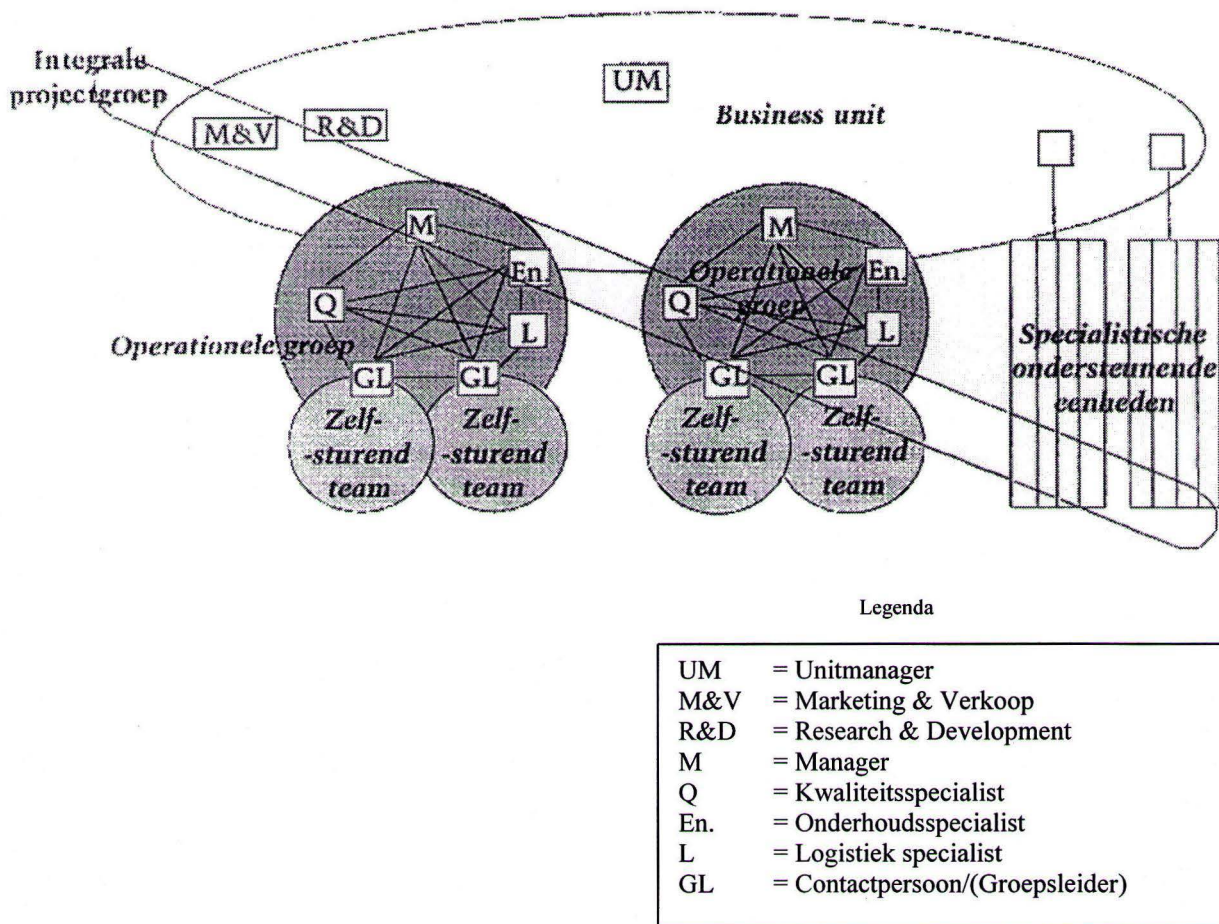 Integrale
projectgroep
UM
M&V
R&D
Business unit
M
En.
Q
L
GL
GL
Operationele groep
Zelf-
-sturend
team
Zelf-
-sturend
team
M
En.
Operationele
groep
Q
L
GL
GL
Zelf-
-sturend
team
Zelf-
-sturend
team
Specialistische
ondersteunende
eenheden
Legenda
UM = Unitmanager
M&V = Marketing & Verkoop
R&D = Research & Development
M = Manager
Q = Kwaliteitsspecialist
En. = Onderhoudsspecialist
L = Logistiek specialist
GL = Contactpersoon/(Groepsleider)